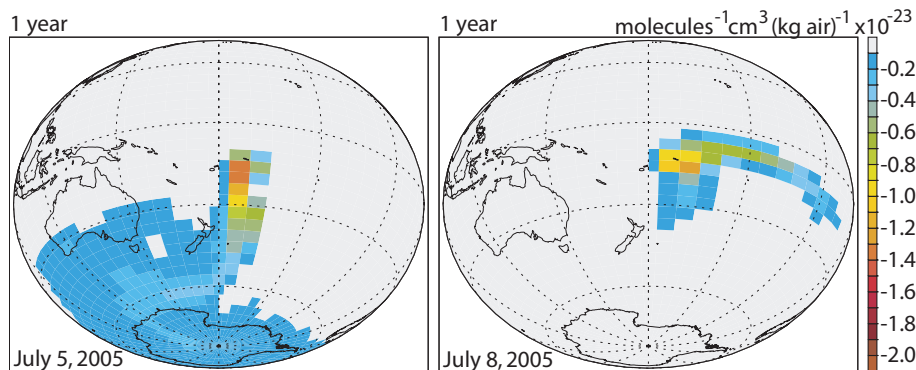 1 year
July 5, 2005
1 year
molecules⁻¹cm³ (kg air)⁻¹ x10⁻²³
July 8, 2005
-0.2
-0.4
-0.6
-0.8
-1.0
-1.2
-1.4
-1.6
-1.8
-2.0